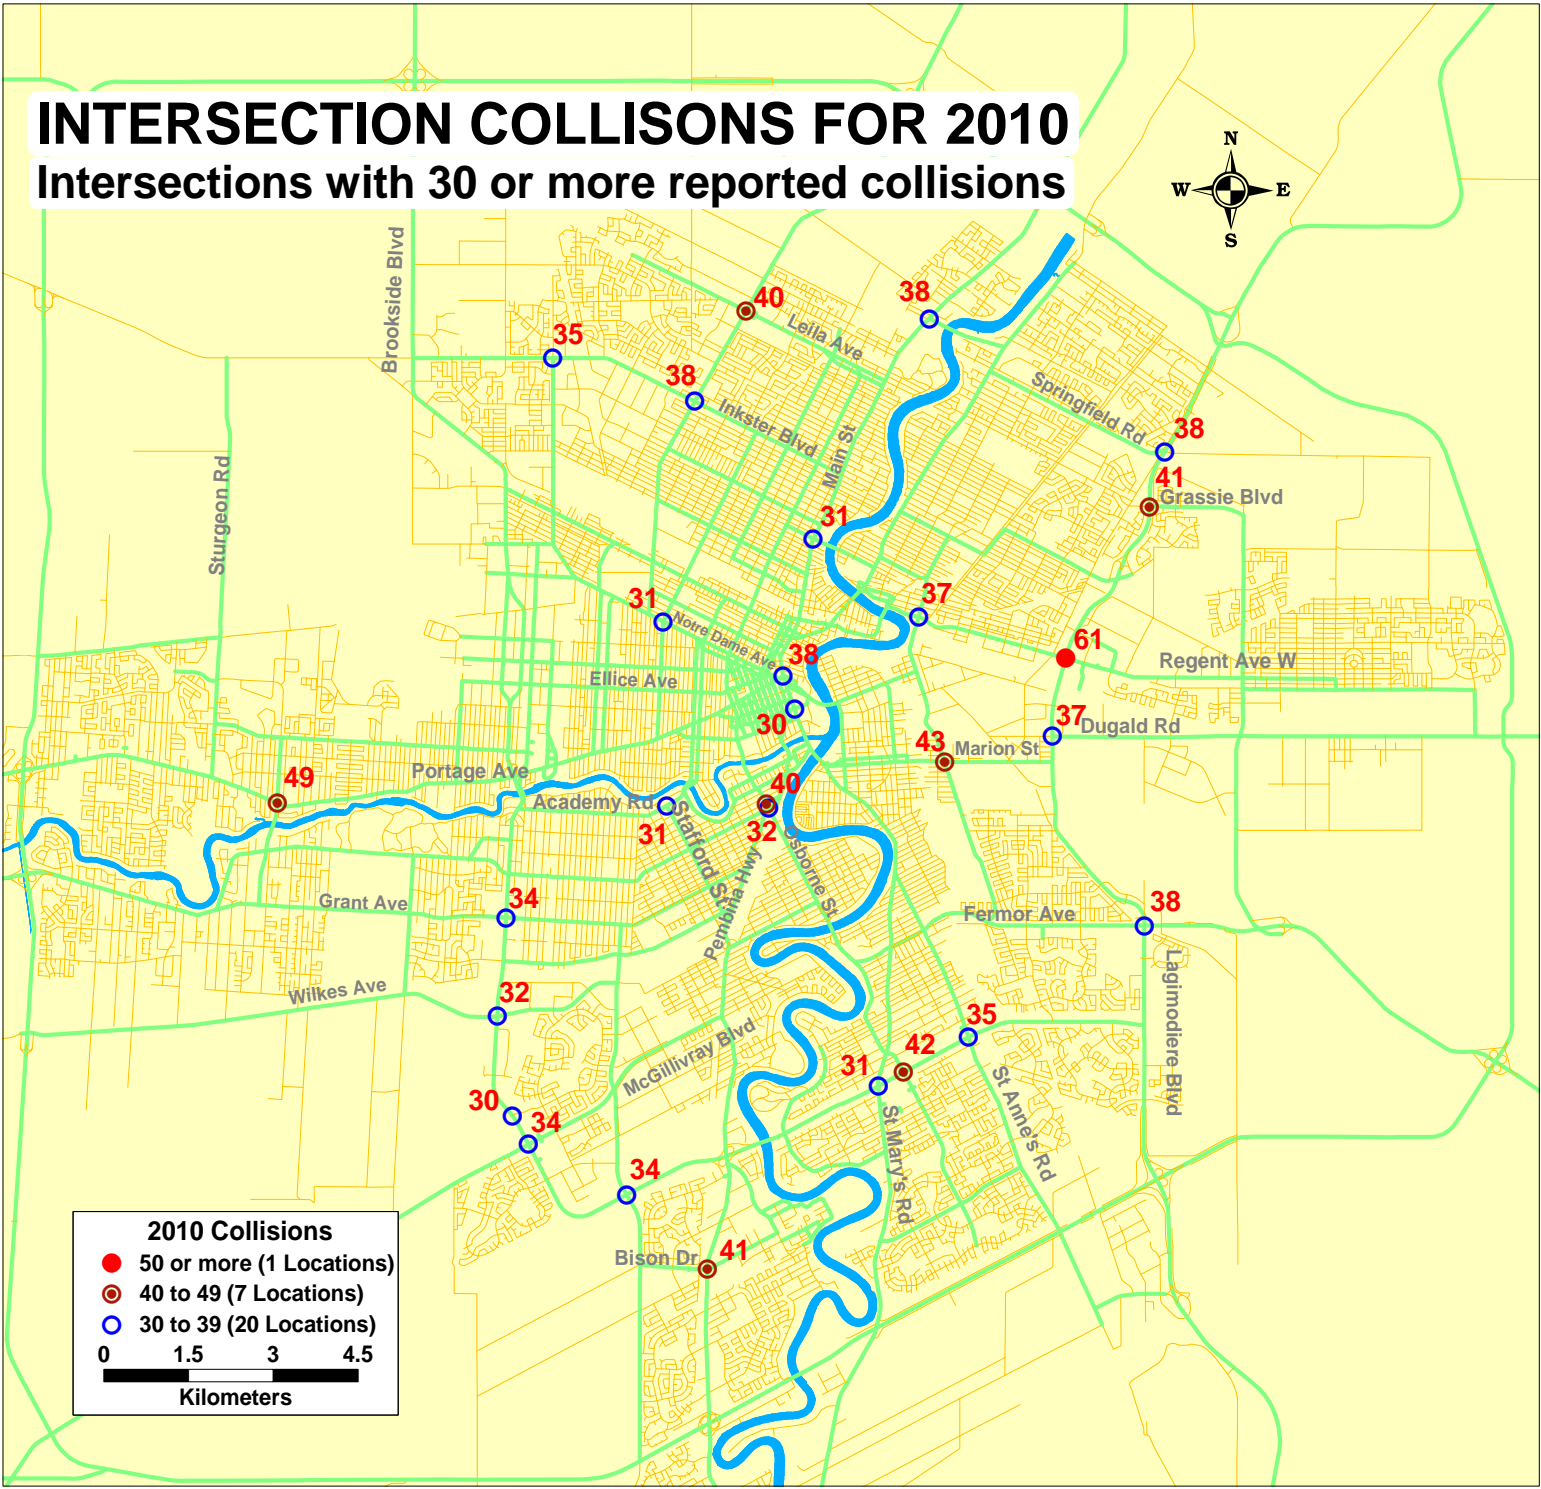 INTERSECTION COLLISONS FOR 2010
Intersections with 30 or more reported collisions
N
W
E
S
Brookside Blvd
40
38
Leila Ave
35
38
Springfield Rd
Inkster Blvd
Main St
38
41
Grassie Blvd
Sturgeon Rd
31
31
37
Notre Dame Ave
38
61
Regent Ave W
Ellice Ave
30
37
Dugald Rd
43
Marion St
Portage Ave
49
Academy Rd
31
Stafford St
40
32
Osborne St
Pembina Hwy
Grant Ave
34
Fermor Ave
38
Lagimodiere Blvd
Wilkes Ave
32
35
McGillivray Blvd
31
42
St Anne's Rd
30
34
St Mary's Rd
34
Bison Dr
41
2010 Collisions
50 or more (1 Locations)
40 to 49 (7 Locations)
30 to 39 (20 Locations)
0 1.5 3 4.5
Kilometers